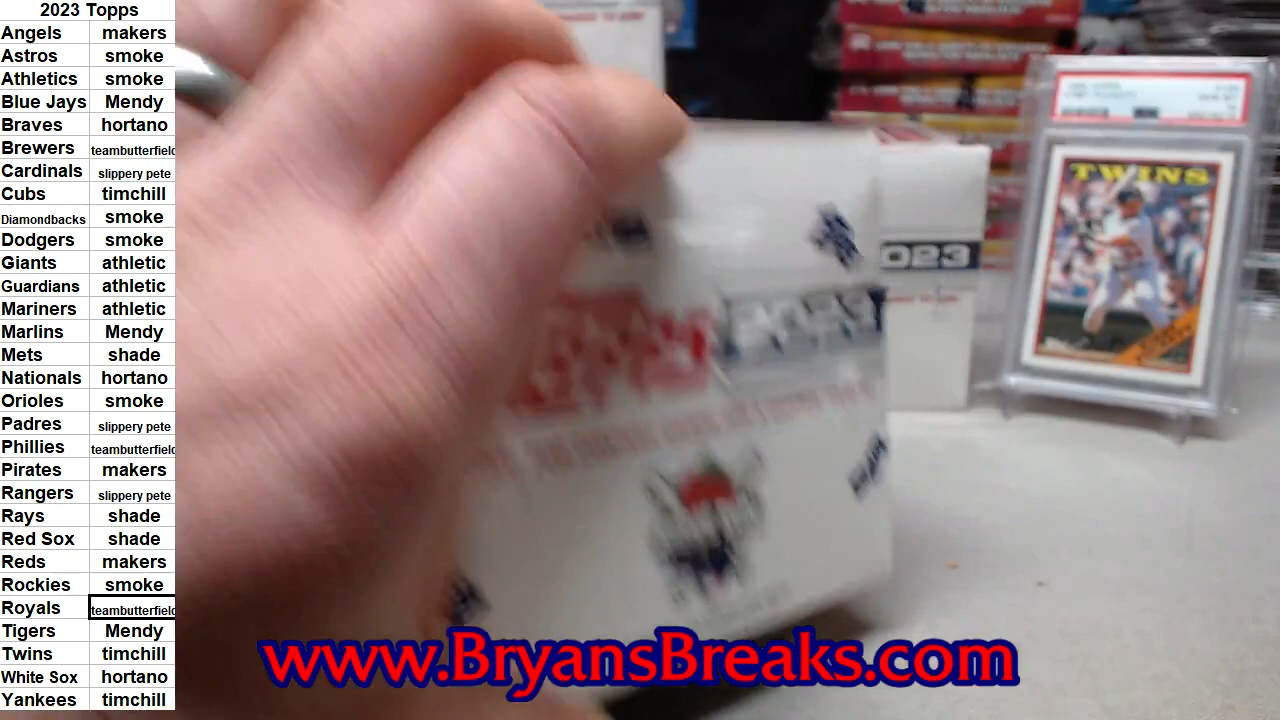 2023 Topps
Angels makers
Astros smoke
Athletics smoke
Blue Jays Mendy
Braves hortano
Brewers teambutterfield
Cardinals slippery pete
Cubs timchill
Diamondbacks smoke
Dodgers smoke
Giants athletic
Guardians athletic
Mariners athletic
Marlins Mendy
Mets shade
Nationals hortano
Orioles smoke
Padres slippery pete
Phillies teambutterfield
Pirates makers
Rangers slippery pete
Rays shade
Red Sox shade
Reds makers
Rockies smoke
Royals teambutterfield
Tigers Mendy
Twins timchill
White Sox hortano
Yankees timchill
TWINS
2023
2023
www.BryansBreaks.com